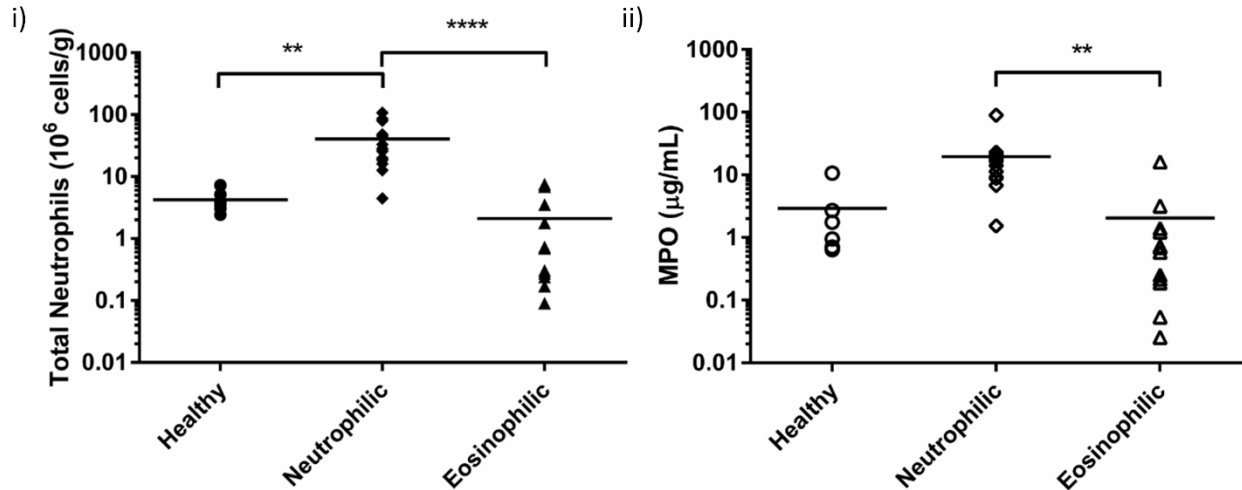 i)
Total Neutrophils (10⁶ cells/g)
1000
100
10
1
0.1
0.01
**
****
Healthy
Neutrophilic
Eosinophilic
ii)
MPO (μg/mL)
1000
100
10
1
0.1
0.01
**
Healthy
Neutrophilic
Eosinophilic